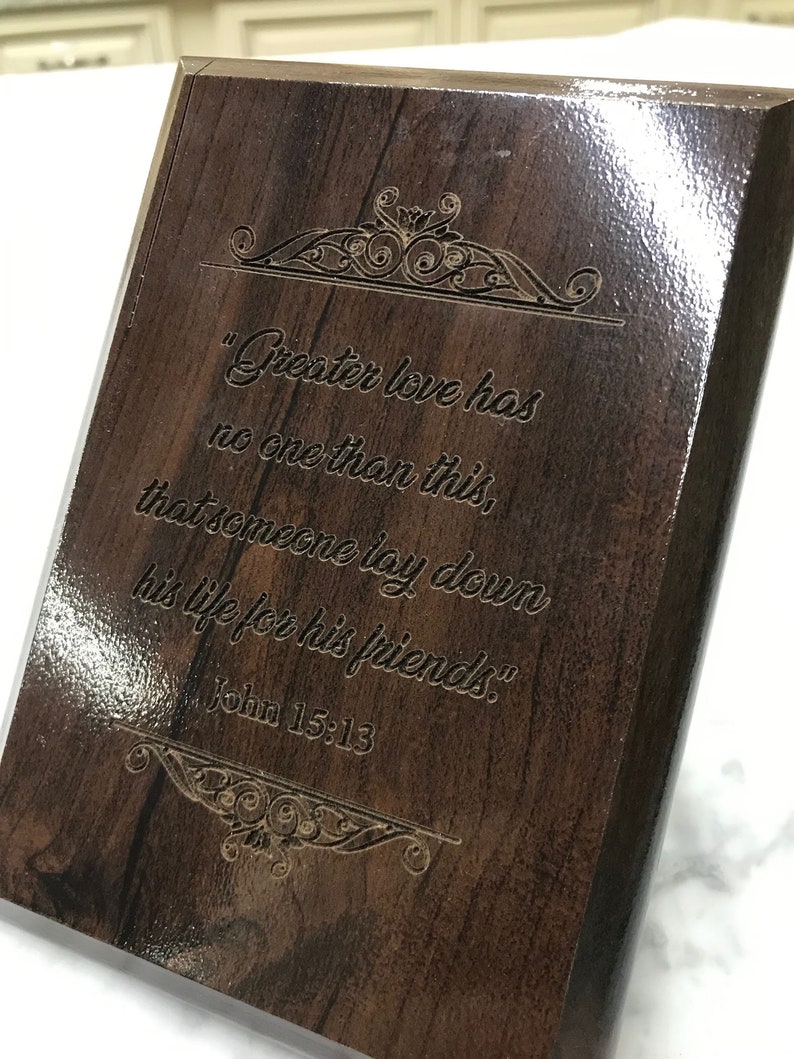 "Greater love has
no one than this,
that someone lay down
his life for his friends."
John 15:13